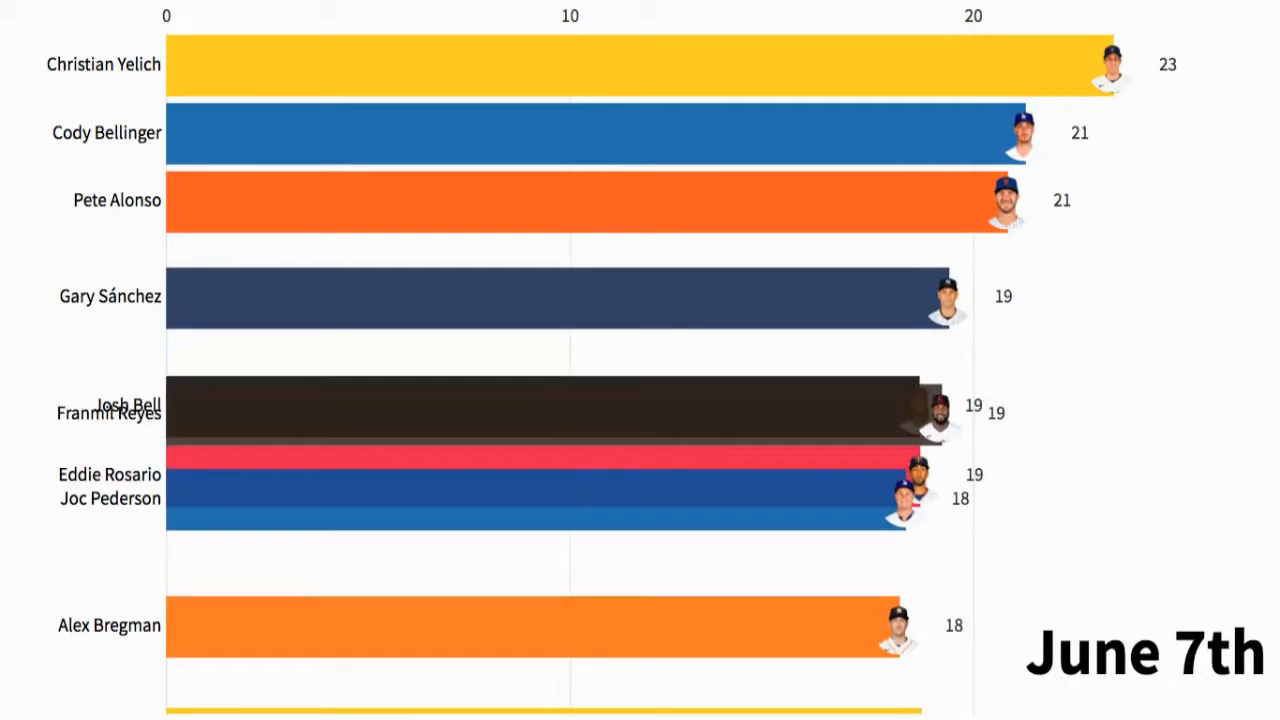 0 10 20
Christian Yelich 23
Cody Bellinger 21
Pete Alonso 21
Gary Sánchez 19
Josh Bell 19
Franmil Reyes 19
Eddie Rosario 19
Joc Pederson 18
Alex Bregman 18
June 7th